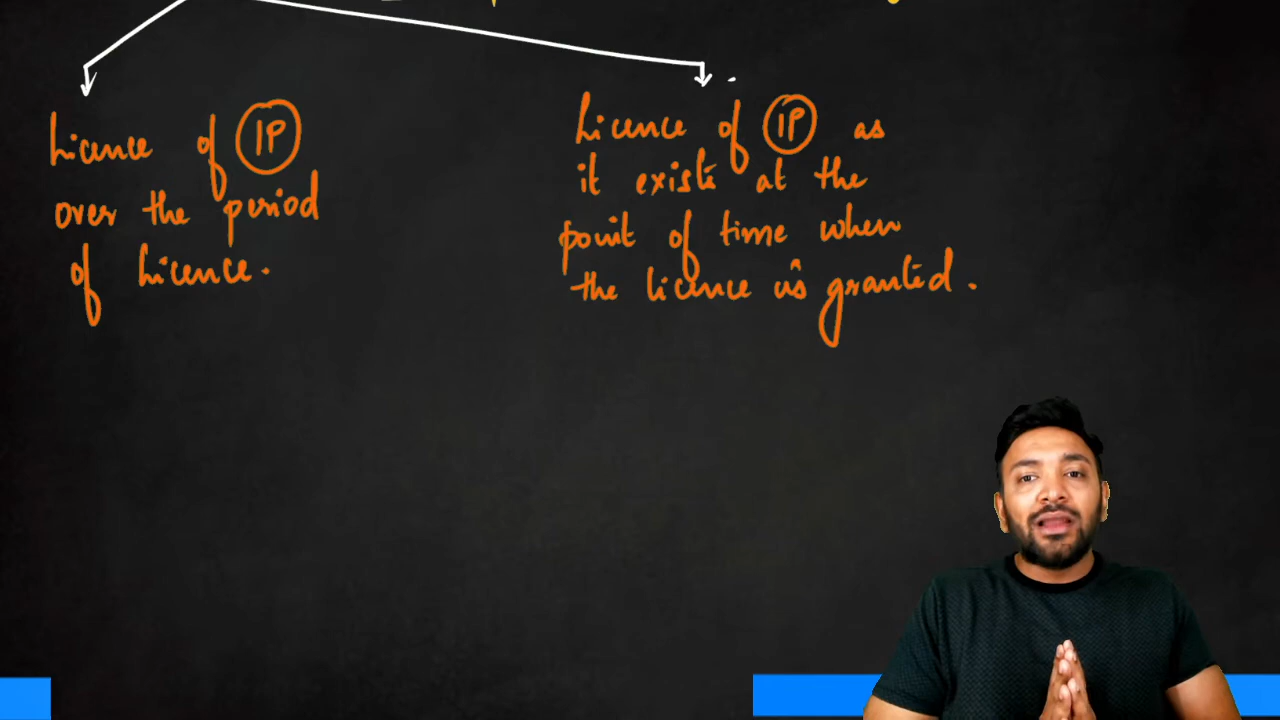 Licence of IP
over the period
of Licence.
Licence of IP as
it exists at the
point of time when
the licence is granted.